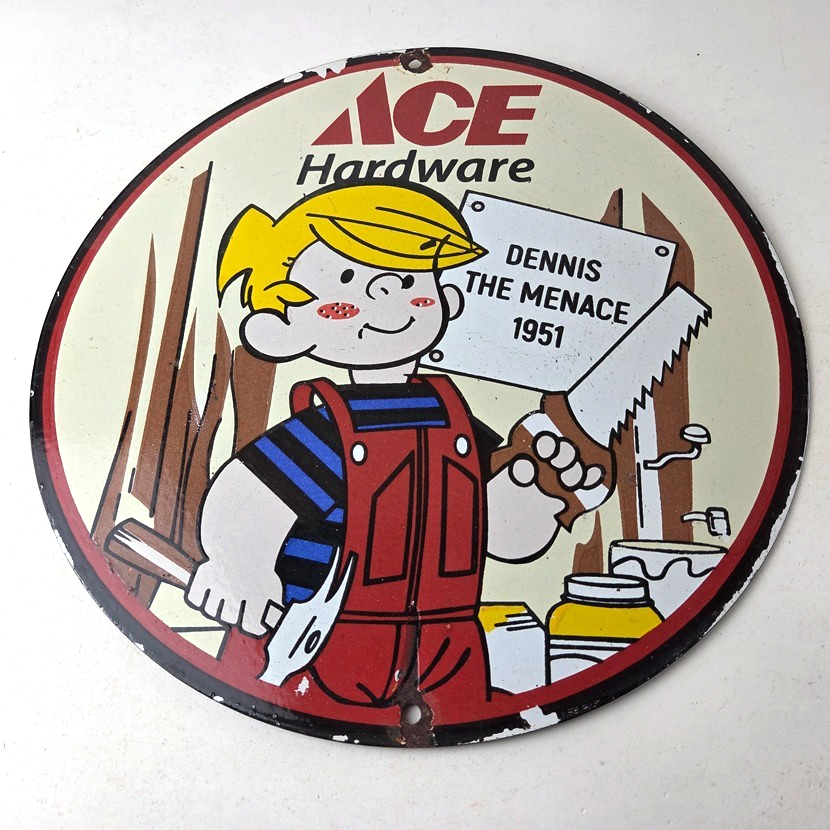 ACE
Hardware
DENNIS
THE MENACE
1951